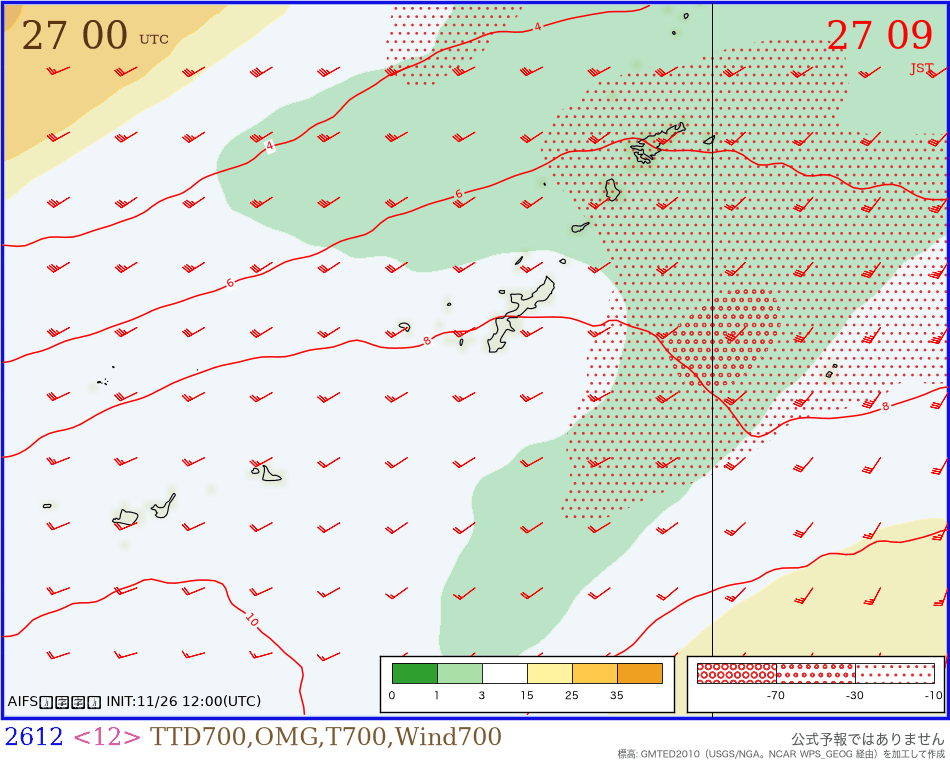 27 00 UTC
27 09
JST
4
4
6
6
8
8
10
AIFS INIT:11/26 12:00(UTC)
0 1 3 15 25 35
-70 -30 -10
2612 <12> TTD700,OMG,T700,Wind700
公式予報ではありません
標高: GMTED2010（USGS/NGA。NCAR WPS_GEOG 経由）を加工して作成